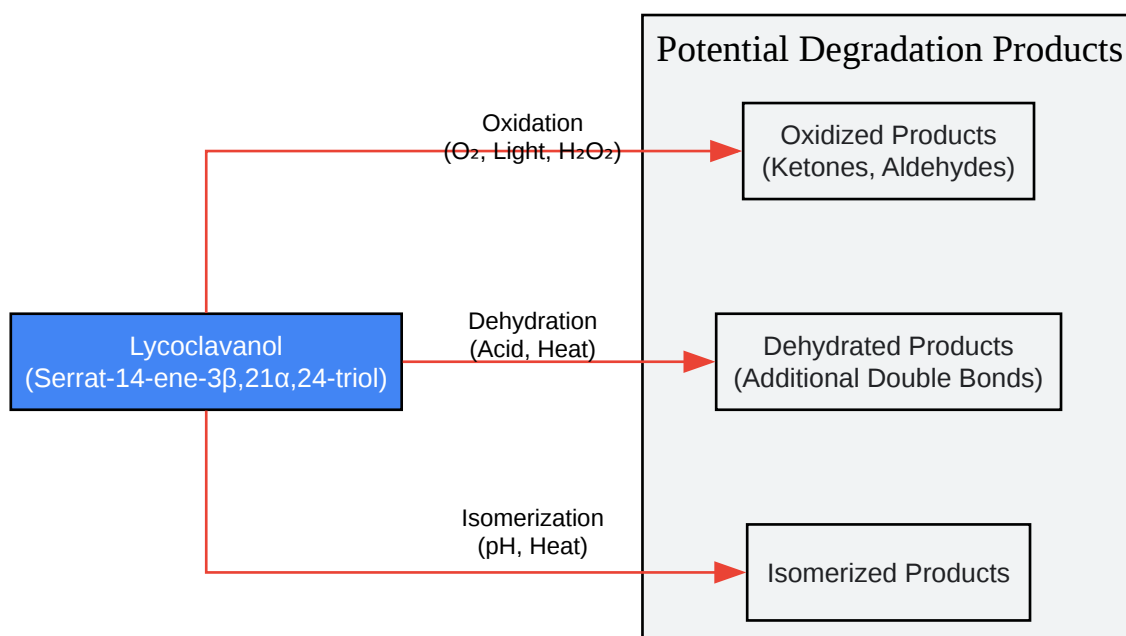 Potential Degradation Products
Oxidation
(O₂, Light, H₂O₂)
Oxidized Products
(Ketones, Aldehydes)
Lycoclavanol
(Serrat-14-ene-3β,21α,24-triol)
Dehydration
(Acid, Heat)
Dehydrated Products
(Additional Double Bonds)
Isomerization
(pH, Heat)
Isomerized Products